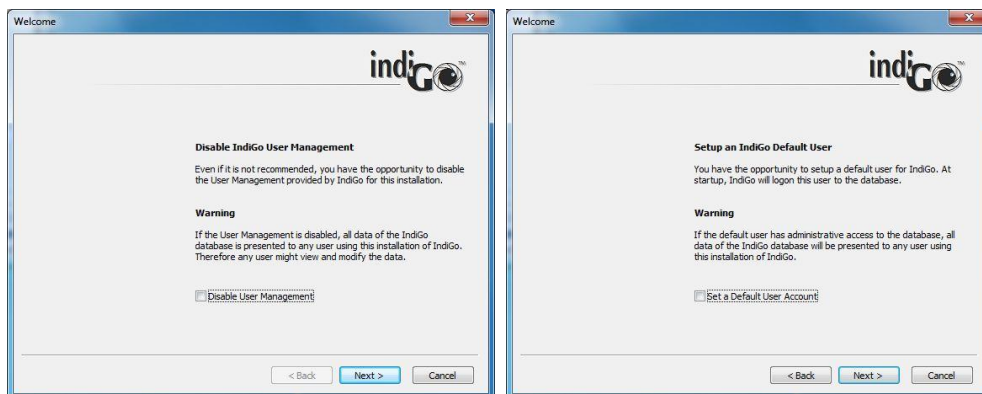 Welcome
indiGo™
Disable IndiGo User Management
Even if it is not recommended, you have the opportunity to disable
the User Management provided by IndiGo for this installation.
Warning
If the User Management is disabled, all data of the IndiGo
database is presented to any user using this installation of IndiGo.
Therefore any user might view and modify the data.
Disable User Management
< Back
Next >
Cancel
Welcome
indiGo™
Setup an IndiGo Default User
You have the opportunity to setup a default user for IndiGo. At
startup, IndiGo will logon this user to the database.
Warning
If the default user has administrative access to the database, all
data of the IndiGo database will be presented to any user using
this installation of IndiGo.
Set a Default User Account
< Back
Next >
Cancel